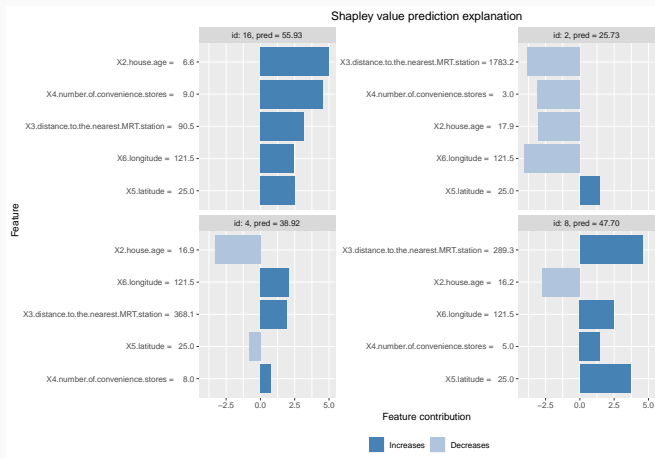 Shapley value prediction explanation
id: 16, pred = 55.93
X2.house.age = 6.6
X4.number.of.convenience.stores = 9.0
X3.distance.to.the.nearest.MRT.station = 90.5
X6.longitude = 121.5
X5.latitude = 25.0
id: 2, pred = 25.73
X3.distance.to.the.nearest.MRT.station = 1783.2
X4.number.of.convenience.stores = 3.0
X2.house.age = 17.9
X6.longitude = 121.5
X5.latitude = 25.0
id: 4, pred = 38.92
X2.house.age = 16.9
X6.longitude = 121.5
X3.distance.to.the.nearest.MRT.station = 368.1
X5.latitude = 25.0
X4.number.of.convenience.stores = 8.0
-2.5 0.0 2.5 5.0
id: 8, pred = 47.70
X3.distance.to.the.nearest.MRT.station = 289.3
X2.house.age = 16.2
X6.longitude = 121.5
X4.number.of.convenience.stores = 5.0
X5.latitude = 25.0
-2.5 0.0 2.5 5.0
Feature
Feature contribution
Increases Decreases